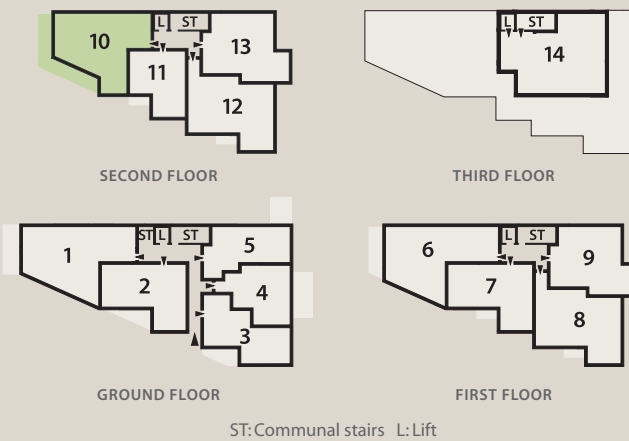 10
L ST
13
11
12
SECOND FLOOR
L ST
14
THIRD FLOOR
ST L ST
1
5
2
4
3
GROUND FLOOR
L ST
6
9
7
8
FIRST FLOOR
ST: Communal stairs L: Lift